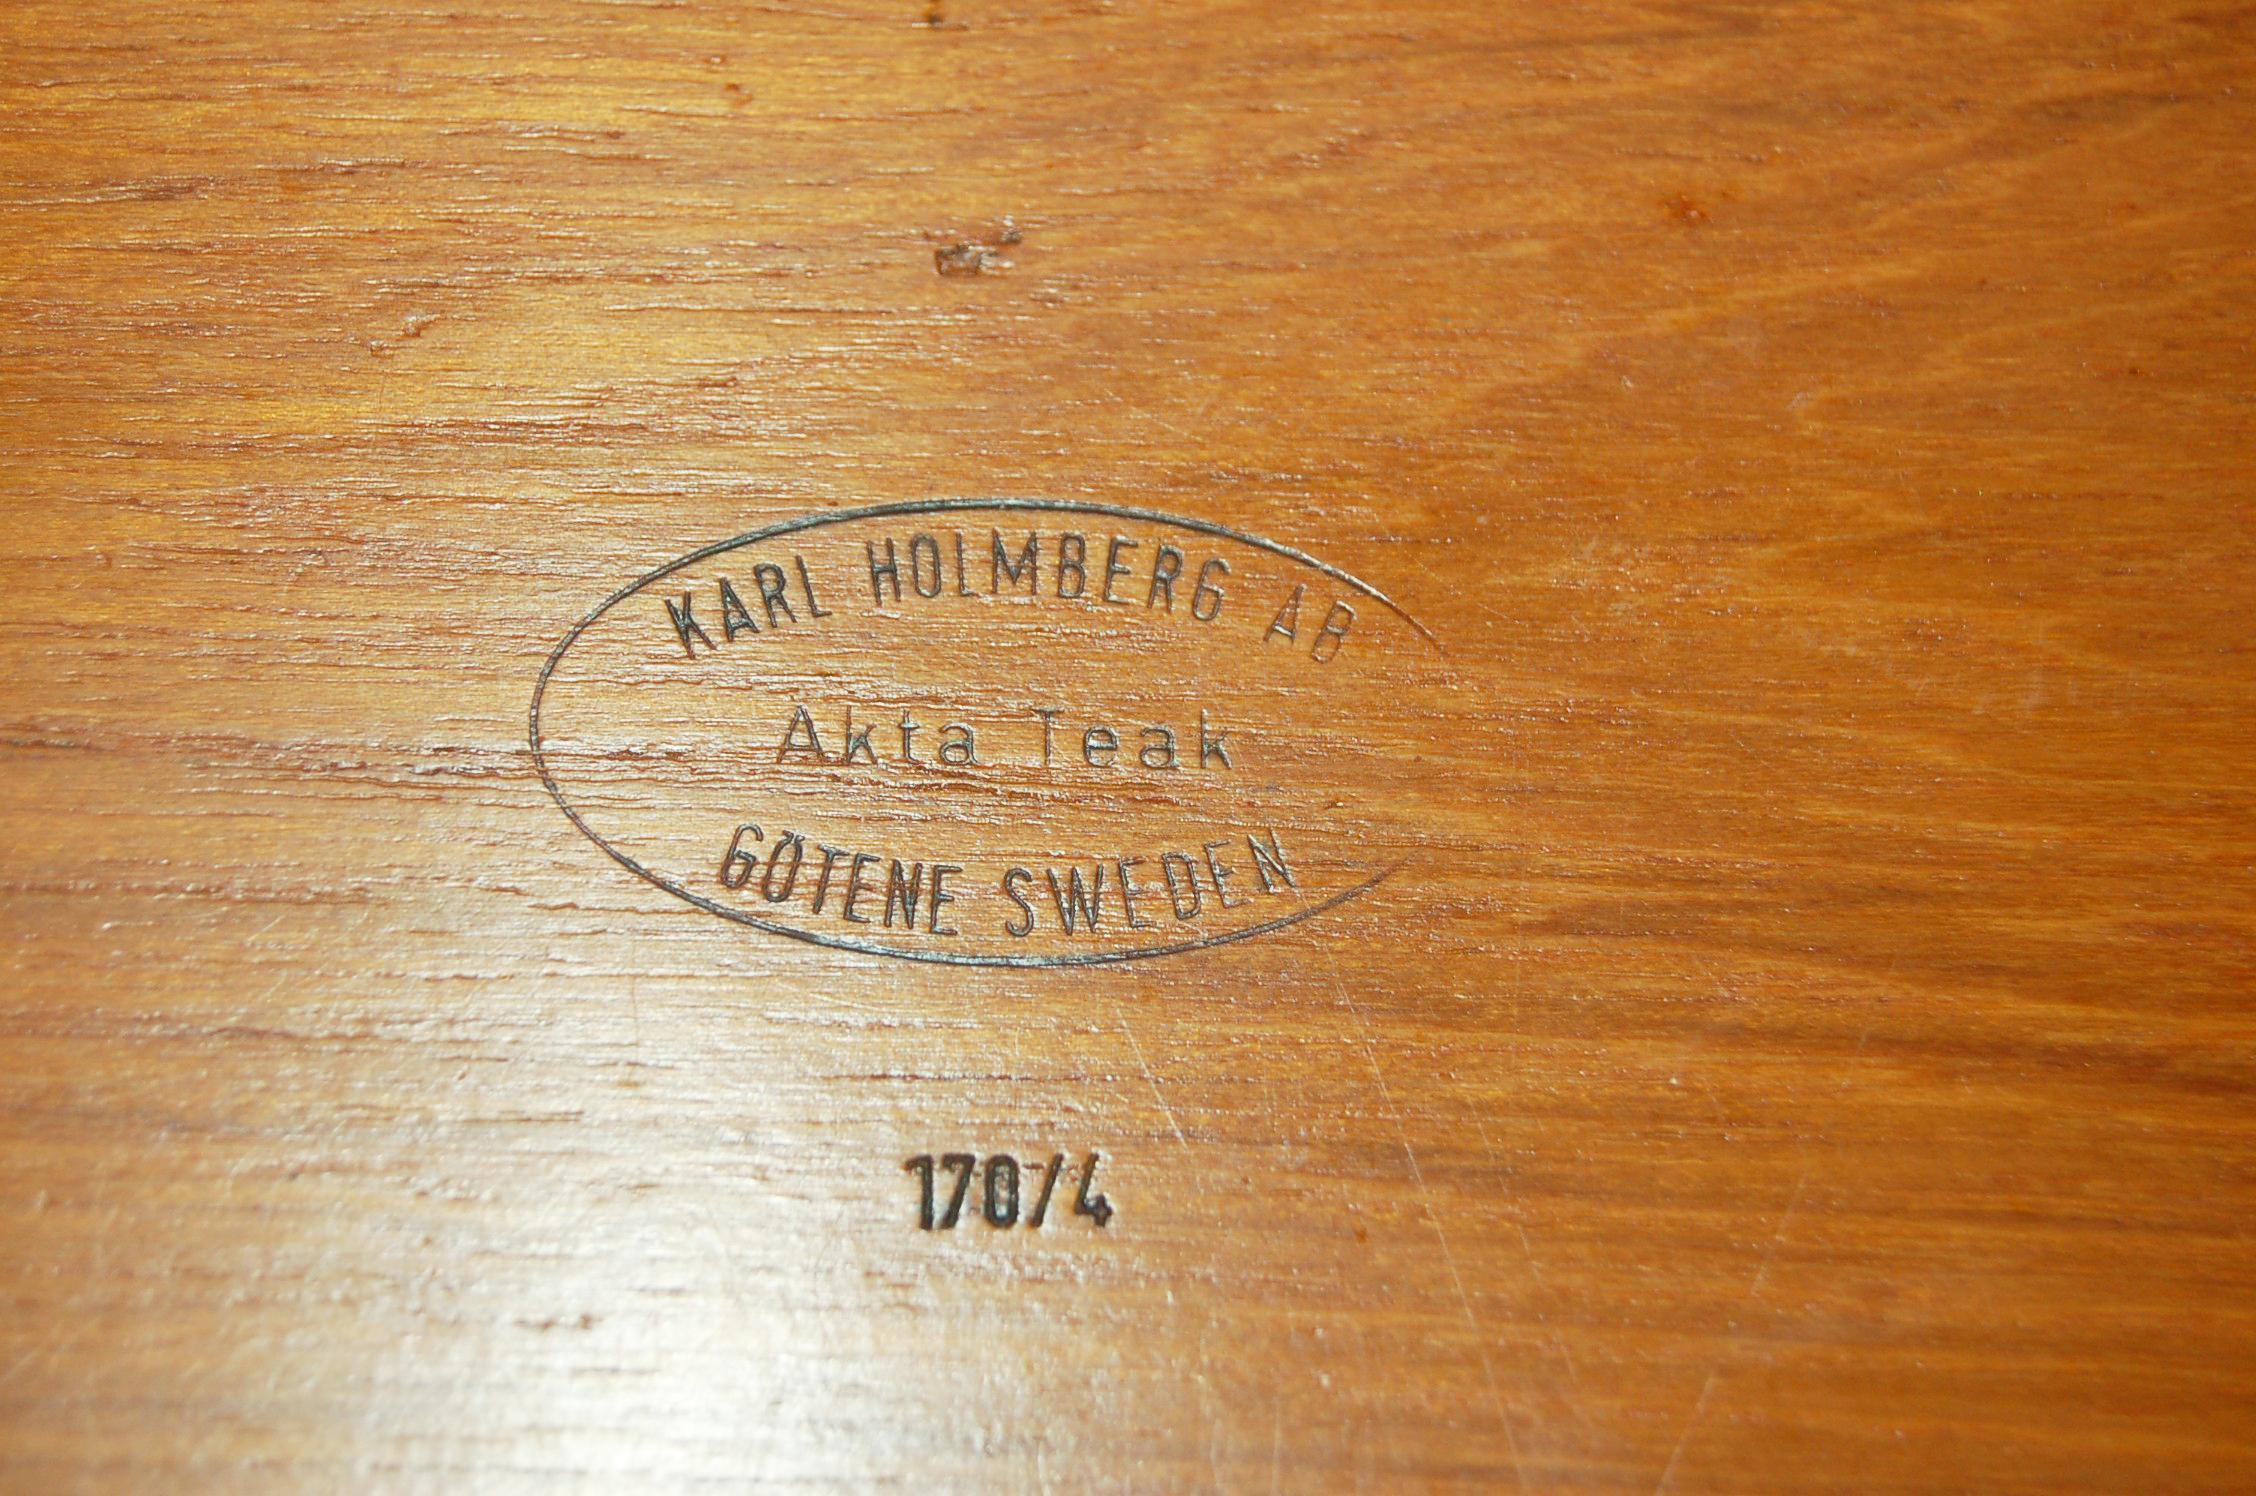 KARL HOLMBERG AB
Akta Teak
GÖTENE SWEDEN
170/4